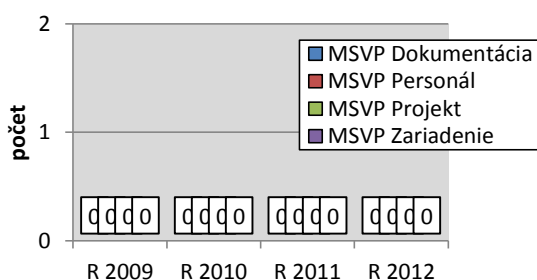 2
MSVP Dokumentácia
MSVP Personál
MSVP Projekt
MSVP Zariadenie
počet
1
0 0 0 0 0 0 0 0 0 0 0 0 0 0 0 0
0
R 2009 R 2010 R 2011 R 2012